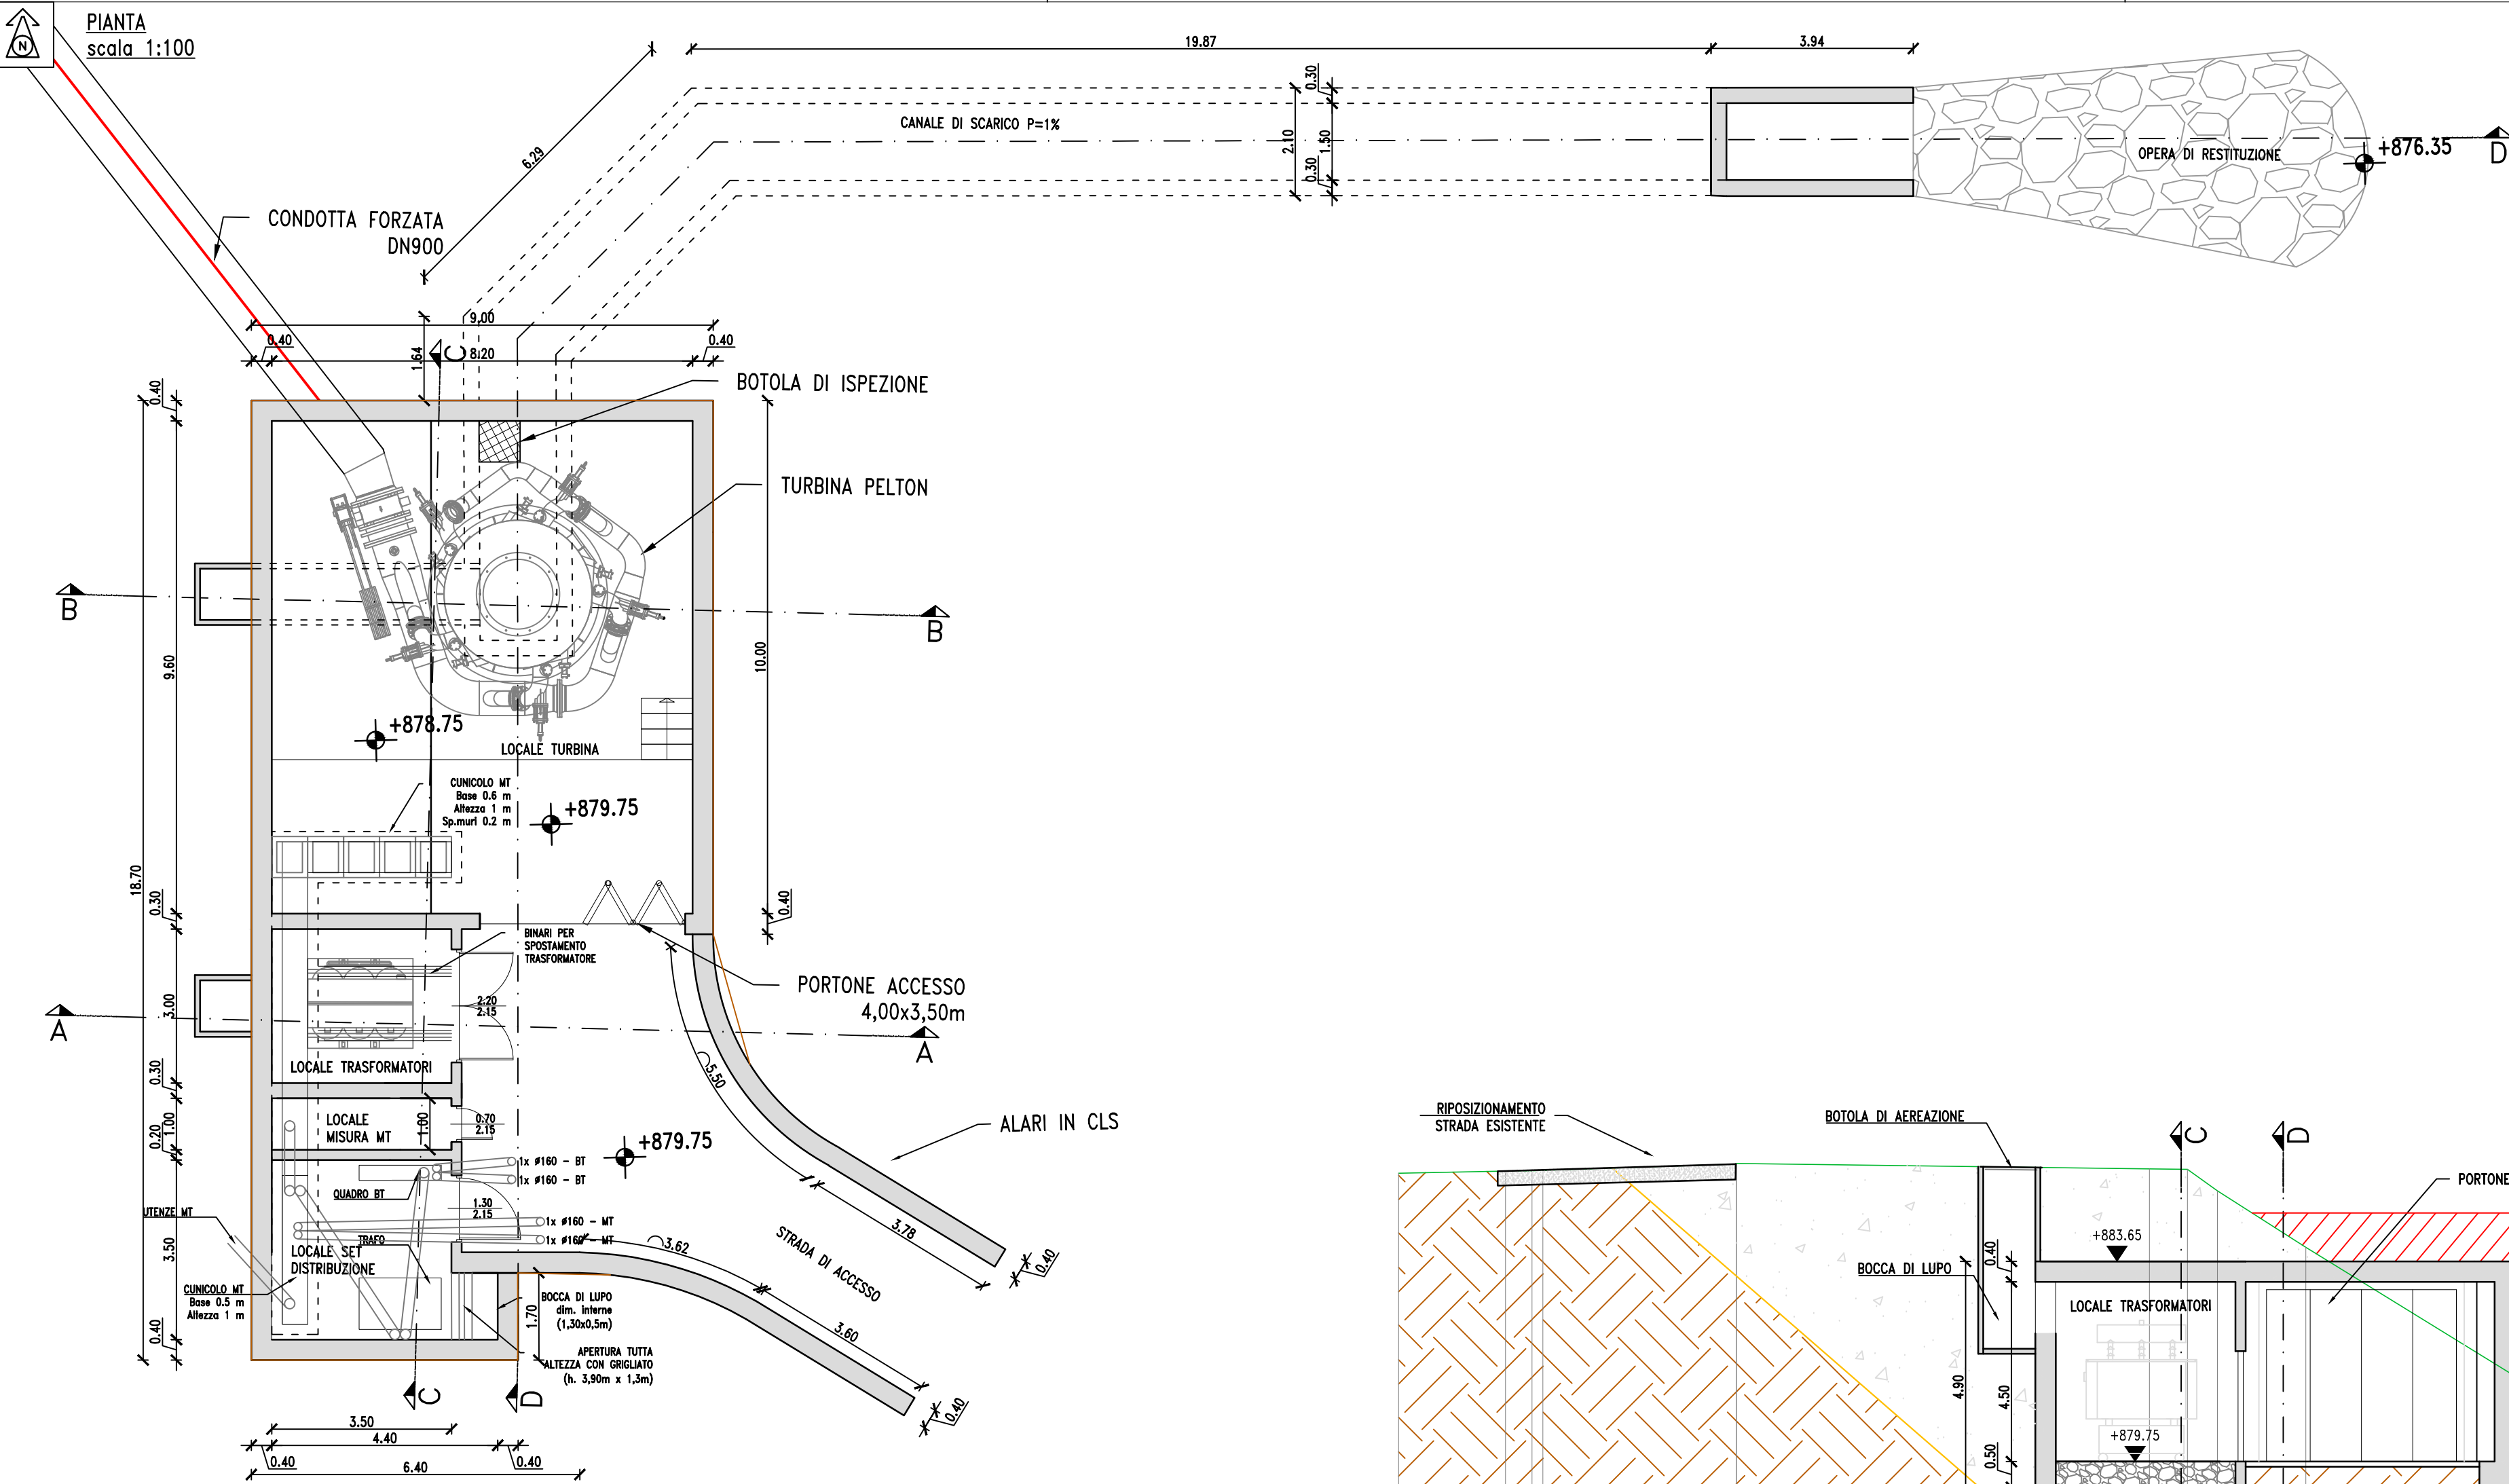 N
PIANTA
scala 1:100
19.87
3.94
6.29
0.30
2.10
1.50
0.30
CANALE DI SCARICO P=1%
OPERA DI RESTITUZIONE
+876.35
D
CONDOTTA FORZATA
DN900
9.00
0.40
8.20
0.40
1.64
C
0.40
BOTOLA DI ISPEZIONE
TURBINA PELTON
B
B
9.60
10.00
+878.75
LOCALE TURBINA
CUNICOLO MT
Base 0.6 m
Altezza 1 m
Sp.muri 0.2 m
+879.75
18.70
0.30
0.40
BINARI PER
SPOSTAMENTO
TRASFORMATORE
PORTONE ACCESSO
4,00x3,50m
3.00
2.20
2.15
A
A
LOCALE TRASFORMATORI
0.30
5.50
1.00
LOCALE
MISURA MT
1.00
0.70
2.15
0.20
ALARI IN CLS
+879.75
1x ø160 - BT
1x ø160 - BT
QUADRO BT
UTENZE MT
1.30
2.15
1x ø160 - MT
1x ø160 - MT
3.78
3.62
STRADA DI ACCESSO
0.40
TRAFO
LOCALE SET
DISTRIBUZIONE
3.50
CUNICOLO MT
Base 0.5 m
Altezza 1 m
BOCCA DI LUPO
dim. interne
(1,30x0,5m)
1.70
3.60
0.40
APERTURA TUTTA
ALTEZZA CON GRIGLIATO
(h. 3,90m x 1,3m)
0.40
C
D
3.50
4.40
0.40
0.40
6.40
RIPOSIZIONAMENTO
STRADA ESISTENTE
BOTOLA DI AEREAZIONE
C
D
PORTONE
+883.65
0.40
BOCCA DI LUPO
LOCALE TRASFORMATORI
4.90
4.50
+879.75
0.50